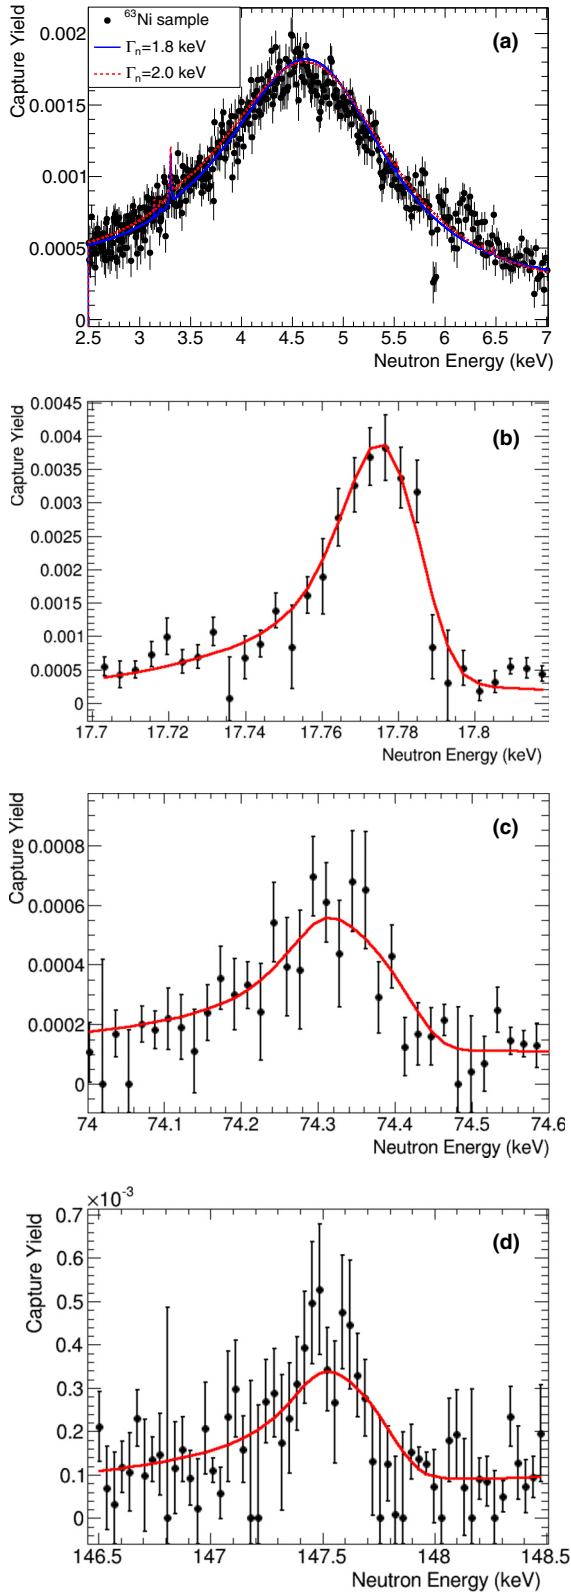 ⁶³Ni sample
Γn=1.8 keV
Γn=2.0 keV
(a)
Capture Yield
0.002
0.0015
0.001
0.0005
0
2.5 3 3.5 4 4.5 5 5.5 6 6.5 7
Neutron Energy (keV)
(b)
Capture Yield
0.0045
0.004
0.0035
0.003
0.0025
0.002
0.0015
0.001
0.0005
0
17.7 17.72 17.74 17.76 17.78 17.8
Neutron Energy (keV)
(c)
Capture Yield
0.0008
0.0006
0.0004
0.0002
0
74 74.1 74.2 74.3 74.4 74.5 74.6
Neutron Energy (keV)
×10⁻³
(d)
Capture Yield
0.7
0.6
0.5
0.4
0.3
0.2
0.1
0
146.5 147 147.5 148 148.5
Neutron Energy (keV)